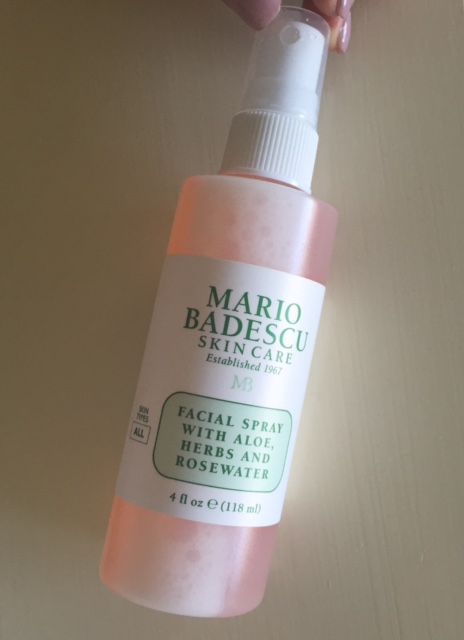 MARIO
BADESCU
SKIN CARE
Established 1967
MB
SKIN
TYPES
ALL
FACIAL SPRAY
WITH ALOE,
HERBS AND
ROSEWATER
4 fl oz ℮ (118 ml)